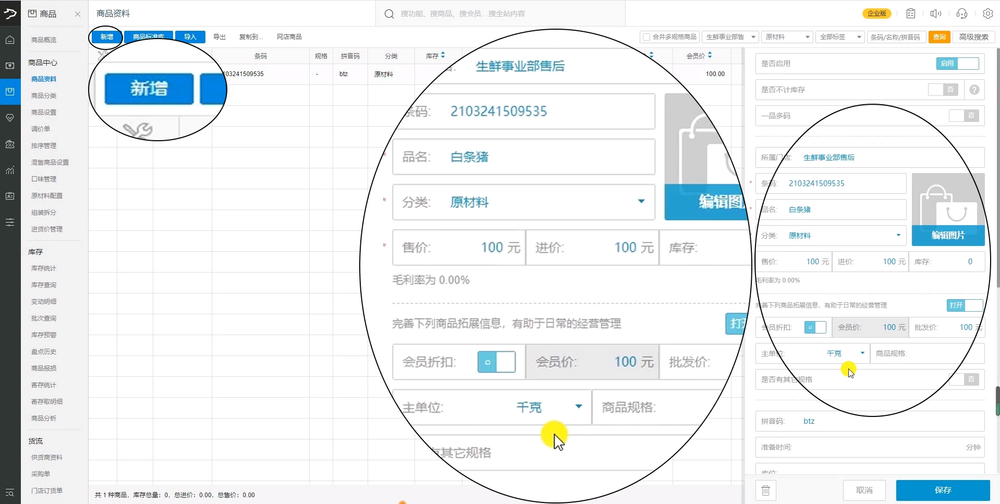 商品
商品资料
搜功能、搜商品、搜会员...搜全站内容
企业版
新增
商品标准库
导入
导出
复制到...
网店商品
合并多规格商品
生鲜事业部售
原材料
全部标签
条码/名称/拼音码
查询
高级搜索
商品概览
商品中心
商品资料
商品分类
商品设置
调价单
排序管理
混售商品设置
口味管理
原材料配置
组装拆分
进货价管理
库存
库存统计
库存查询
变动明细
批次查询
库存预警
盘点历史
商品报损
寄存统计
寄存取明细
商品分析
货流
供货商资料
采购单
门店订货单
条码
规格
拼音码
分类
库存
会员价
03241509535
-
btz
原材料
100.00
新增
生鲜事业部售后
条码: 2103241509535
品名: 白条猪
* 分类: 原材料
编辑图
* 售价: 100 元
进价: 100 元
库存:
毛利率为 0.00%
完善下列商品拓展信息，有助于日常的经营管理
打开
会员折扣:
会员价: 100 元
批发价:
主单位: 千克
商品规格:
有其它规格
是否启用
启用
是否不计库存
否
?
一品多码
否
所属门店: 生鲜事业部售后
* 条码: 2103241509535
* 品名: 白条猪
分类: 原材料
编辑图片
售价: 100 元
进价: 100 元
库存: 0
毛利率为 0.00%
完善下列商品拓展信息，有助于日常的经营管理
打开
会员折扣:
会员价: 100 元
批发价: 100 元
主单位: 千克
商品规格:
是否有其它规格
否
拼音码: btz
准备时间: 分钟
库位:
取消
保存
共 1 种商品，库存总量：0，总进价：0.00，总售价：0.00